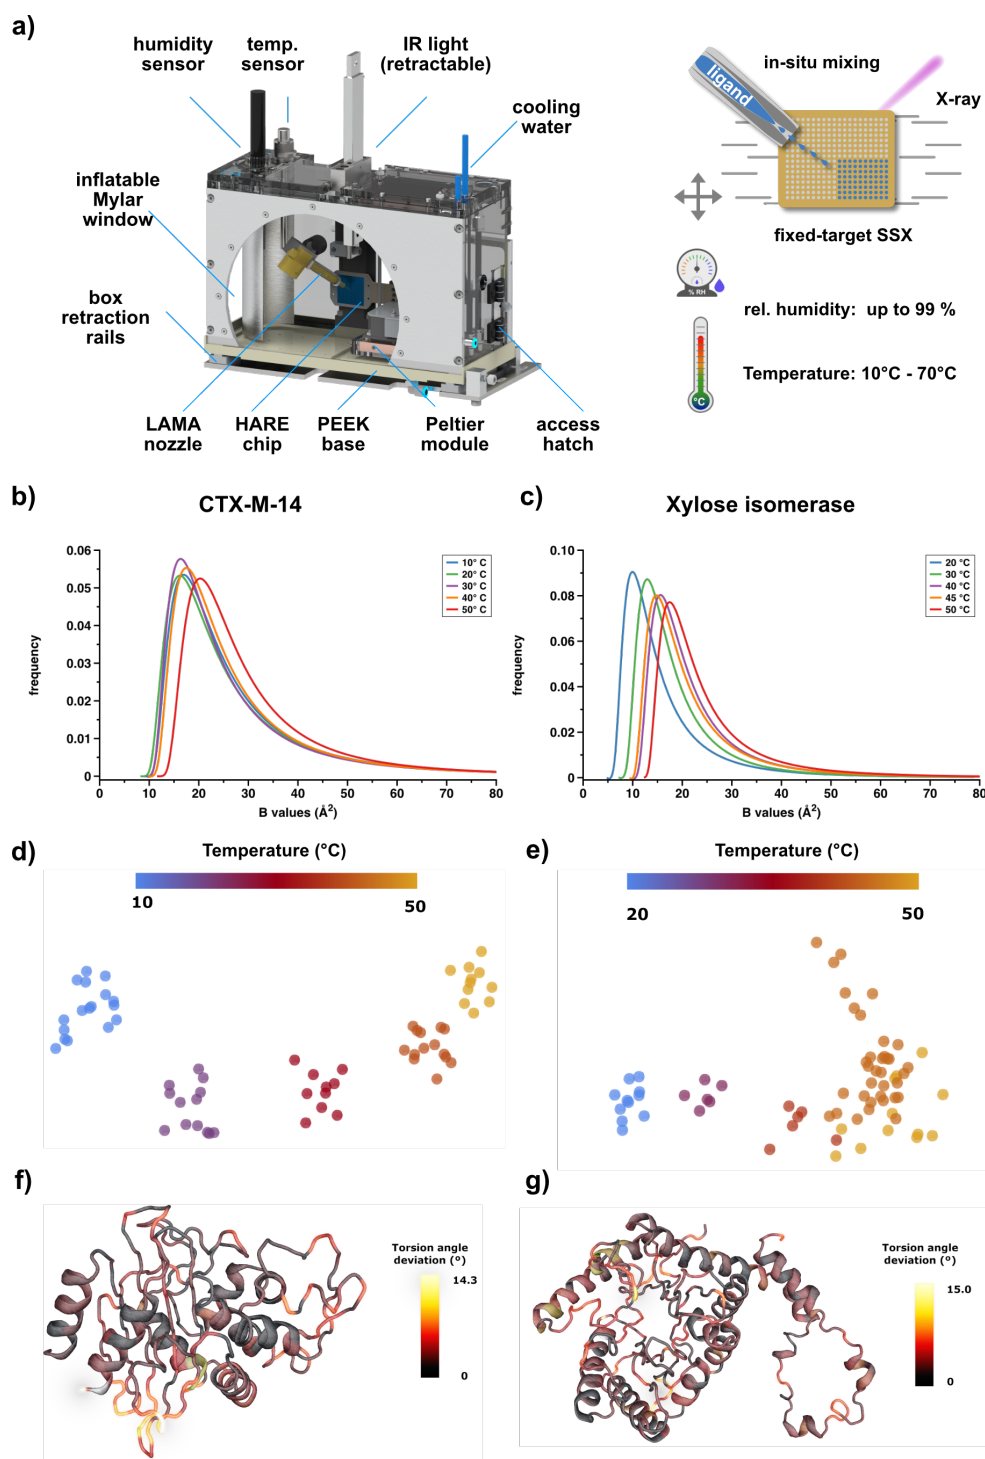 a)
humidity
sensor
temp.
sensor
IR light
(retractable)
cooling
water
inflatable
Mylar
window
box
retraction
rails
LAMA
nozzle
HARE
chip
PEEK
base
Peltier
module
access
hatch
ligand
in-situ mixing
X-ray
fixed-target SSX
% RH
rel. humidity: up to 99 %
°C
Temperature: 10°C - 70°C
b)
CTX-M-14
0.06
0.05
0.04
0.03
0.02
0.01
0
frequency
0 10 20 30 40 50 60 70 80
B values (Å²)
10° C
20° C
30° C
40° C
50° C
c)
Xylose isomerase
0.10
0.08
0.06
0.04
0.02
0
frequency
0 10 20 30 40 50 60 70 80
B values (Å²)
20 °C
30 °C
40 °C
45 °C
50 °C
d)
Temperature (°C)
10 50
e)
Temperature (°C)
20 50
f)
Torsion angle
deviation (º)
14.3
0
g)
Torsion angle
deviation (º)
15.0
0